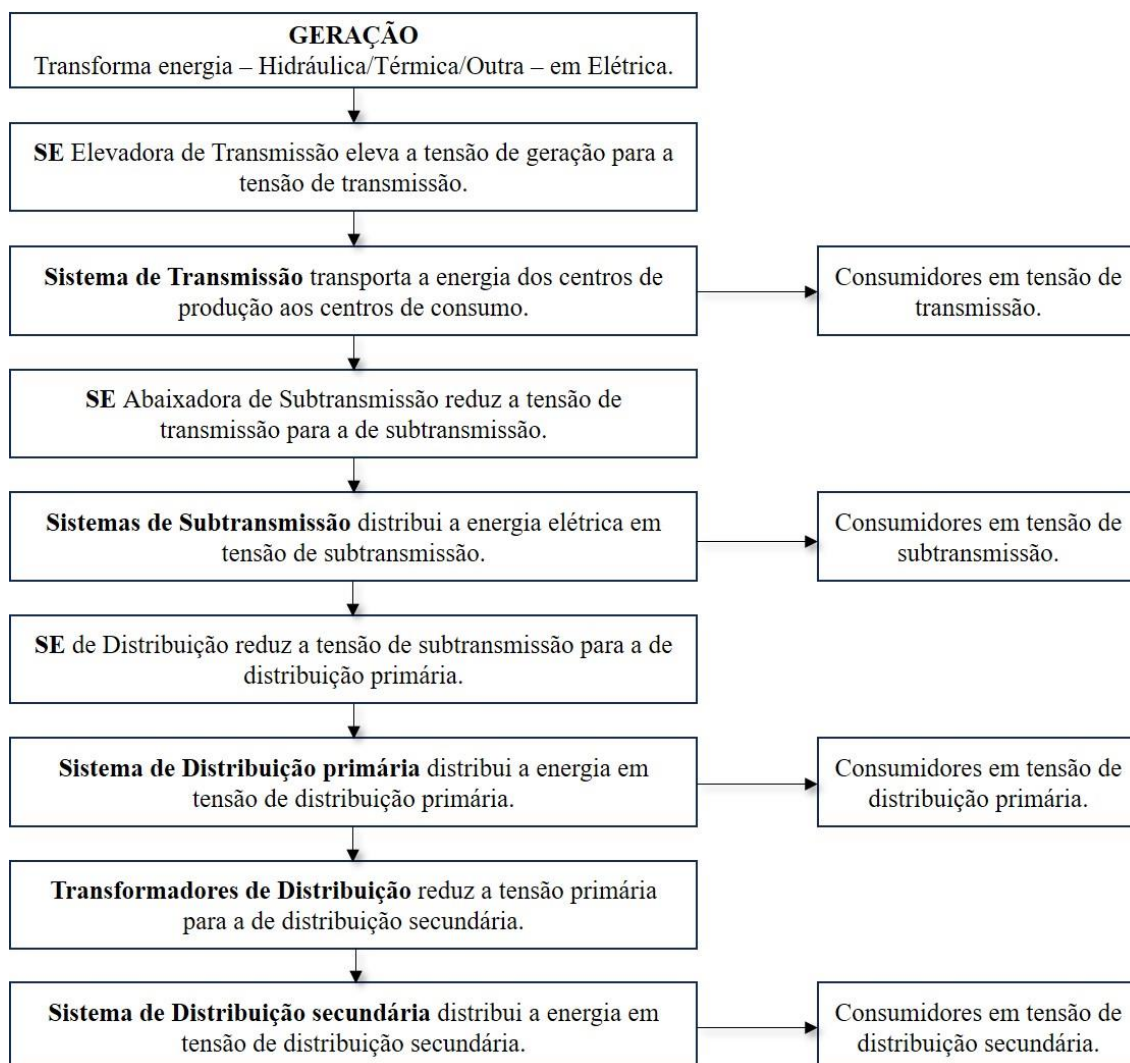 GERAÇÃO
Transforma energia – Hidráulica/Térmica/Outra – em Elétrica.
SE Elevadora de Transmissão eleva a tensão de geração para a
tensão de transmissão.
Sistema de Transmissão transporta a energia dos centros de
produção aos centros de consumo.
Consumidores em tensão de
transmissão.
SE Abaixadora de Subtransmissão reduz a tensão de
transmissão para a de subtransmissão.
Sistemas de Subtransmissão distribui a energia elétrica em
tensão de subtransmissão.
Consumidores em tensão de
subtransmissão.
SE de Distribuição reduz a tensão de subtransmissão para a de
distribuição primária.
Sistema de Distribuição primária distribui a energia em
tensão de distribuição primária.
Consumidores em tensão de
distribuição primária.
Transformadores de Distribuição reduz a tensão primária
para a de distribuição secundária.
Sistema de Distribuição secundária distribui a energia em
tensão de distribuição secundária.
Consumidores em tensão de
distribuição secundária.